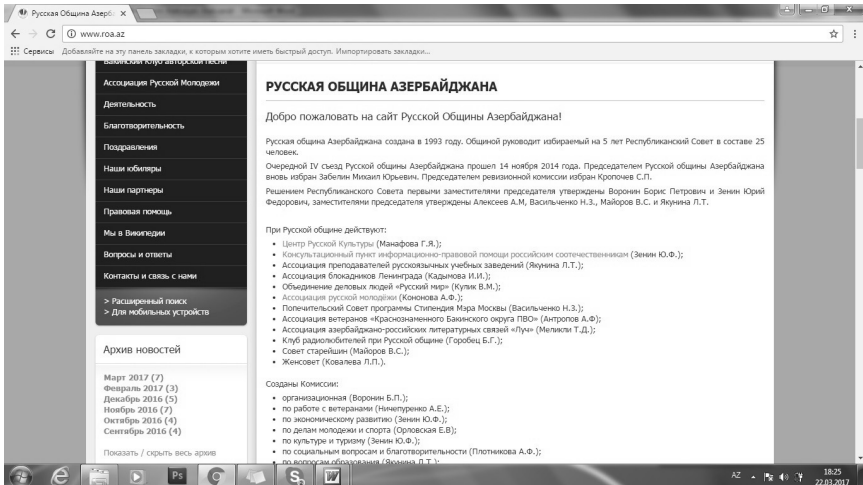 Русская Община Азерб
www.roa.az
Сервисы Добавляйте на эту панель закладки, к которым хотите иметь быстрый доступ. Импортировать закладки...
Бакинский клуб авторской песни
Ассоциация Русской Молодежи
Деятельность
Благотворительность
Поздравления
Наши юбиляры
Наши партнеры
Правовая помощь
Мы в Википедии
Вопросы и ответы
Контакты и связь с нами
> Расширенный поиск
> Для мобильных устройств
Архив новостей
Март 2017 (7)
Февраль 2017 (3)
Декабрь 2016 (5)
Ноябрь 2016 (7)
Октябрь 2016 (4)
Сентябрь 2016 (4)
Показать / скрыть весь архив
РУССКАЯ ОБЩИНА АЗЕРБАЙДЖАНА
Добро пожаловать на сайт Русской Общины Азербайджана!
Русская община Азербайджана создана в 1993 году. Общиной руководит избираемый на 5 лет Республиканский Совет в составе 25
человек.
Очередной IV съезд Русской общины Азербайджана прошел 14 ноября 2014 года. Председателем Русской общины Азербайджана
вновь избран Забелин Михаил Юрьевич. Председателем ревизионной комиссии избран Кропочев С.П.
Решением Республиканского Совета первыми заместителями председателя утверждены Воронин Борис Петрович и Зенин Юрий
Федорович, заместителями председателя утверждены Алексеев А.М, Васильченко Н.З., Майоров В.С. и Якунина Л.Т.
При Русской общине действуют:
• Центр Русской Культуры (Манафова Г.Я.);
• Консультационный пункт информационно-правовой помощи российским соотечественникам (Зенин Ю.Ф.);
• Ассоциация преподавателей русскоязычных учебных заведений (Якунина Л.Т.);
• Ассоциация блокадников Ленинграда (Кадымова И.И.);
• Объединение деловых людей «Русский мир» (Кулик В.М.);
• Ассоциация русской молодёжи (Кононова А.Ф.);
• Попечительский Совет программы Стипендия Мэра Москвы (Васильченко Н.З.);
• Ассоциация ветеранов «Краснознаменного Бакинского округа ПВО» (Антропов А.Ф);
• Ассоциация азербайджано-российских литературных связей «Луч» (Меликли Т.Д.);
• Клуб радиолюбителей при Русской общине (Горобец Б.Г.);
• Совет старейшин (Майоров В.С.);
• Женсовет (Ковалева Л.П.).
Созданы Комиссии:
• организационная (Воронин Б.П.);
• по работе с ветеранами (Ничепуренко А.Е.);
• по экономическому развитию (Зенин Ю.Ф.);
• по делам молодежи и спорта (Орловская Е.В);
• по культуре и туризму (Зенин Ю.Ф.);
• по социальным вопросам и благотворительности (Плотникова А.Ф.);
• по вопросам образования (Якунина Л.Т.);
Ps
AZ
18:25
22.03.2017